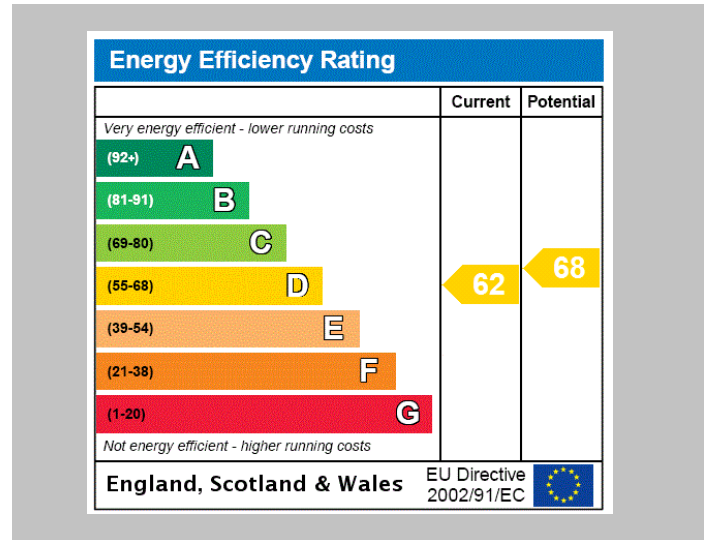 Energy Efficiency Rating
Current Potential
Very energy efficient - lower running costs
(92+) A
(81-91) B
(69-80) C
(55-68) D 62 68
(39-54) E
(21-38) F
(1-20) G
Not energy efficient - higher running costs
England, Scotland & Wales
EU Directive
2002/91/EC